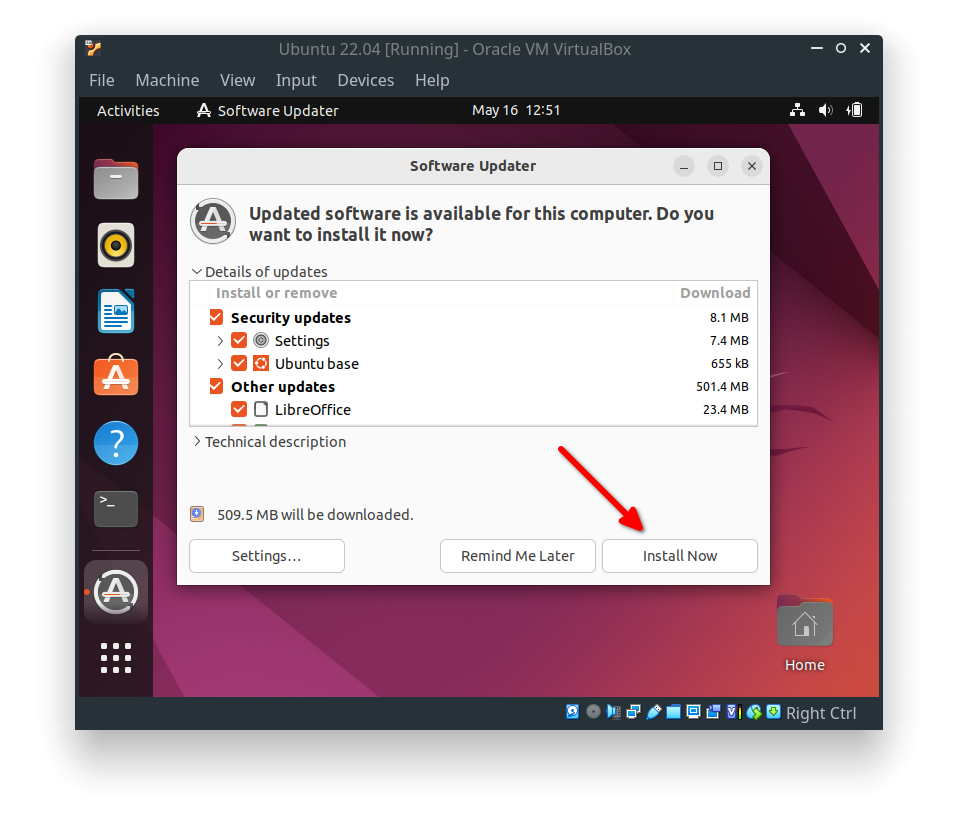 Ubuntu 22.04 [Running] - Oracle VM VirtualBox
File Machine View Input Devices Help
Activities Software Updater May 16 12:51
Software Updater
Updated software is available for this computer. Do you
want to install it now?
Details of updates
Install or remove Download
Security updates 8.1 MB
Settings 7.4 MB
Ubuntu base 655 kB
Other updates 501.4 MB
LibreOffice 23.4 MB
Technical description
509.5 MB will be downloaded.
Settings... Remind Me Later Install Now
Home
Right Ctrl